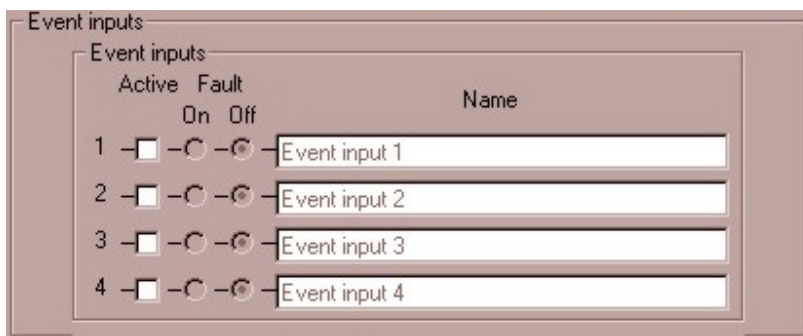 Event inputs
Event inputs
Active Fault
Name
On Off
1 Event input 1
2 Event input 2
3 Event input 3
4 Event input 4